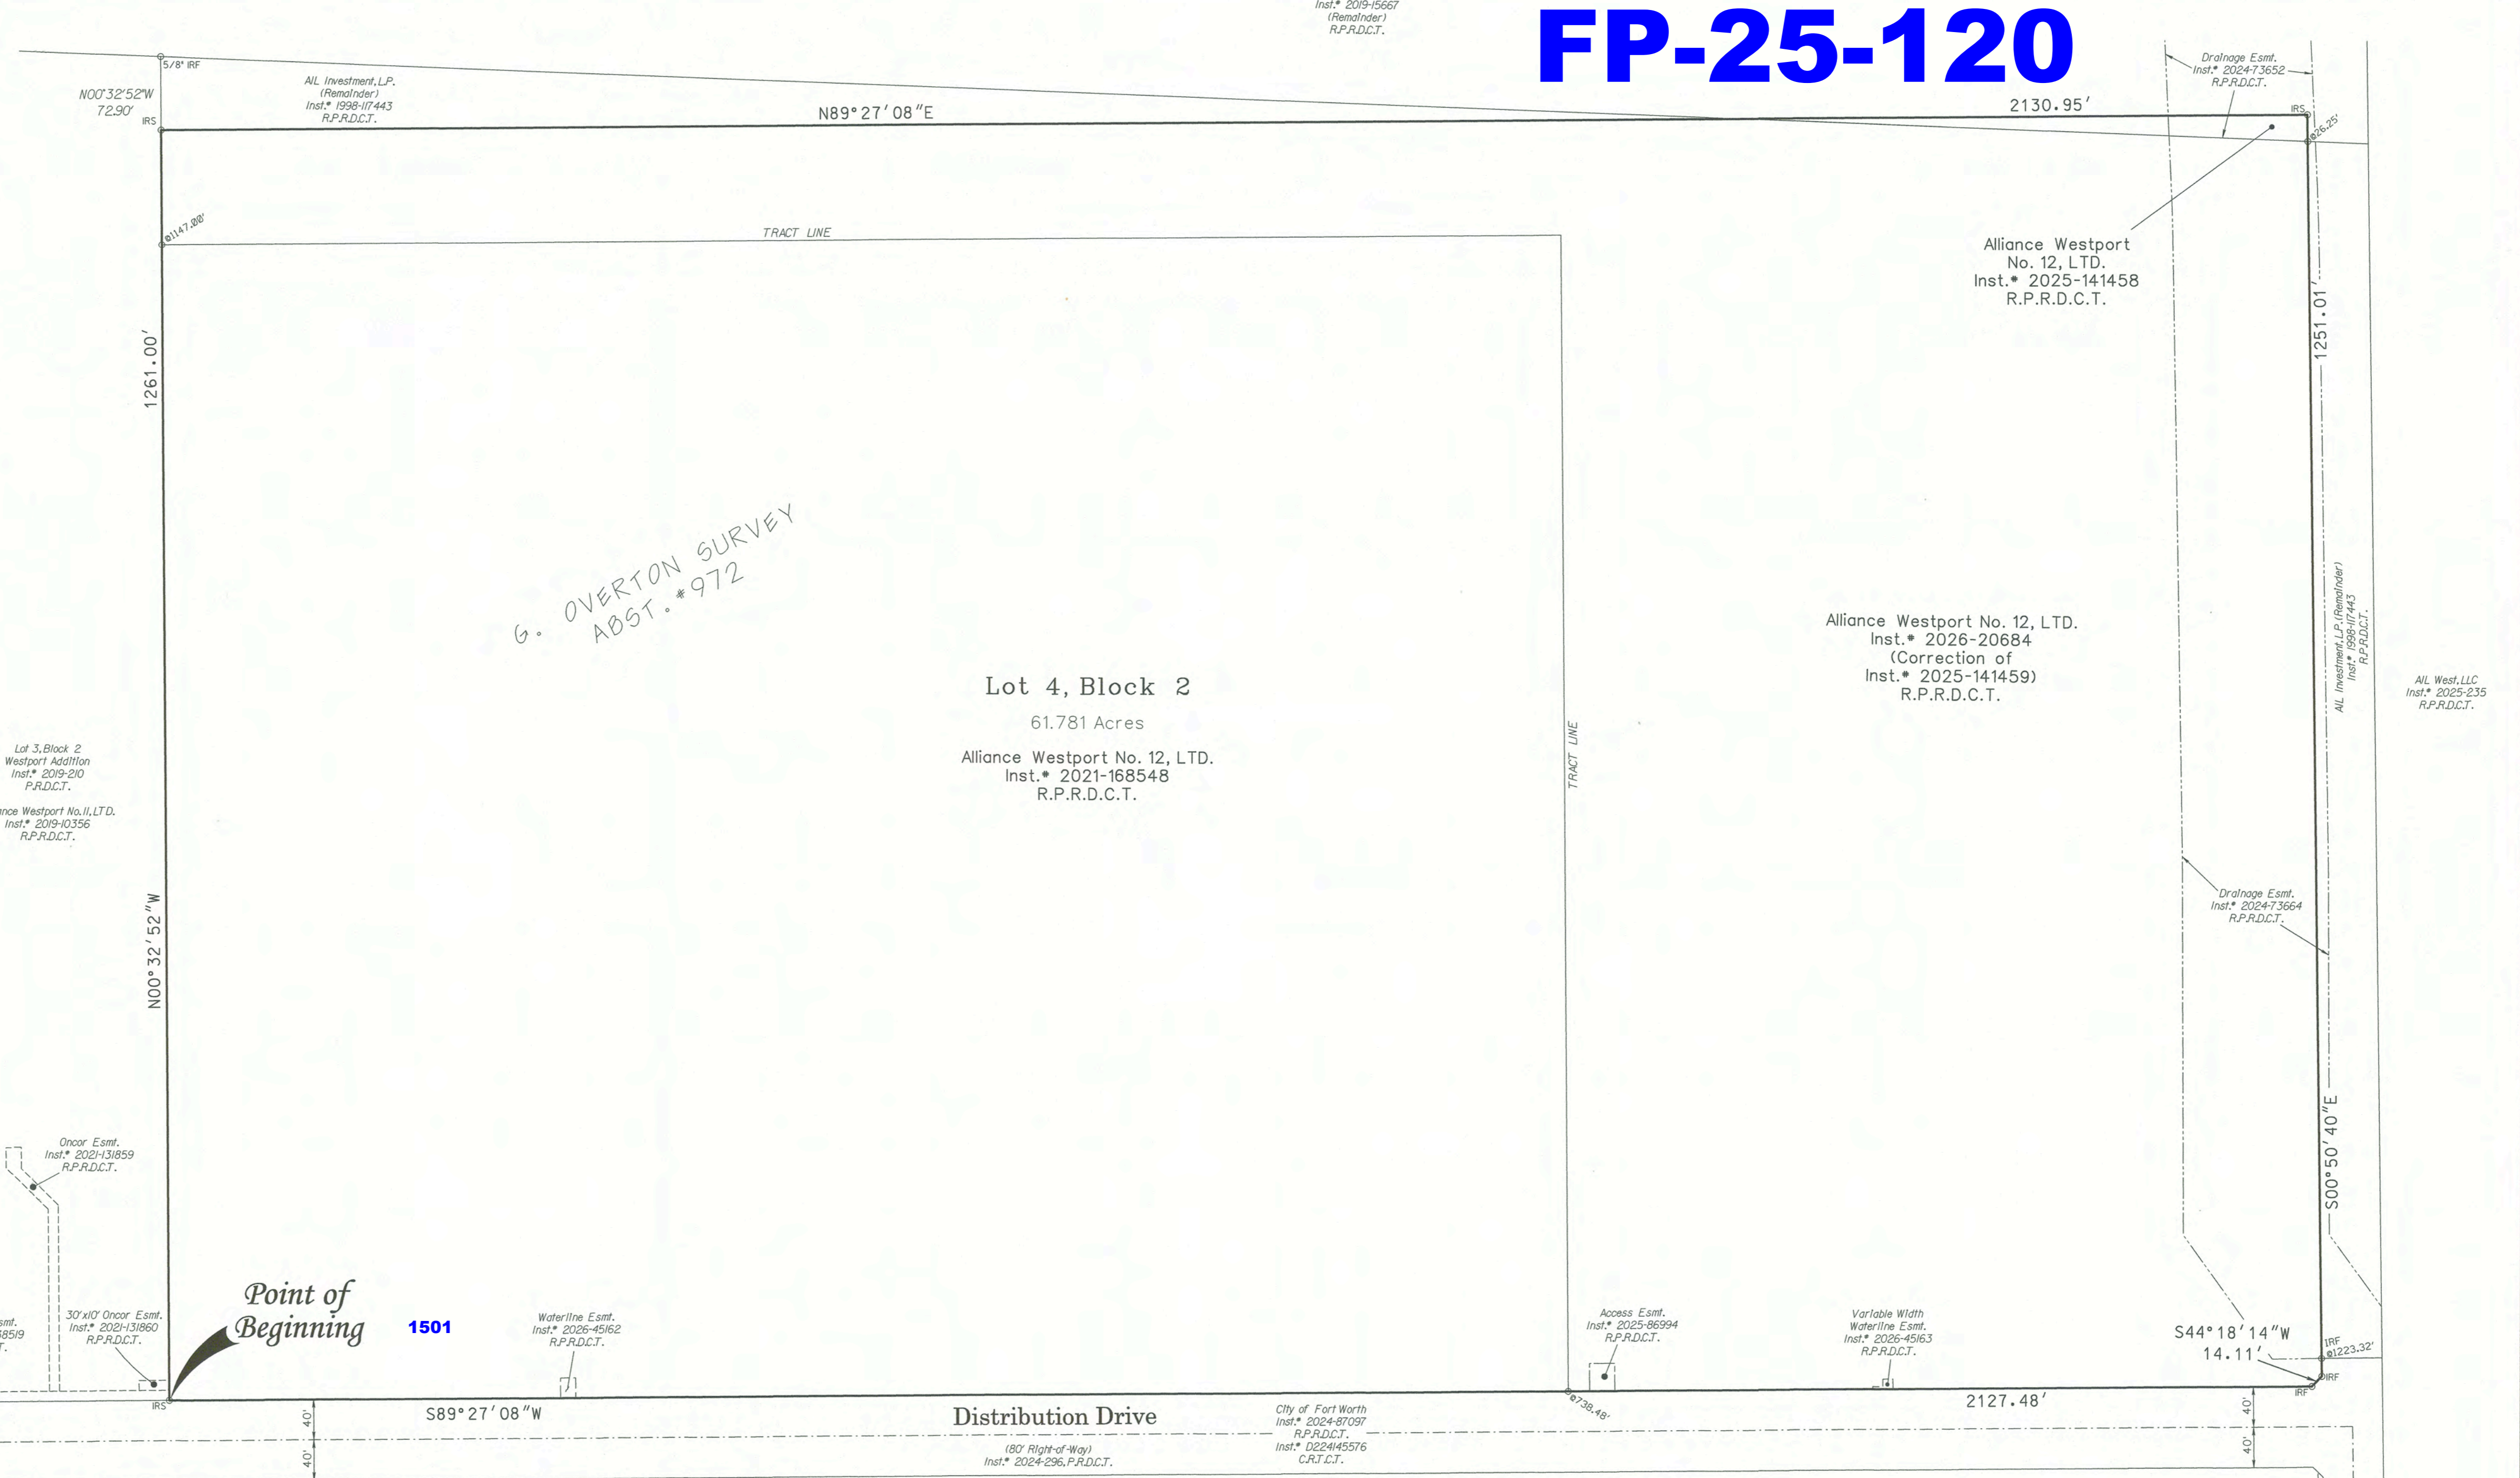 Inst.* 2019-15667
(Remainder)
R.P.R.D.C.T.
FP-25-120
5/8" IRF
N00°32'52"W
72.90'
IRS
AIL Investment, L.P.
(Remainder)
Inst.* 1998-117443
R.P.R.D.C.T.
N89°27'08"E
2130.95'
Drainage Esmt.
Inst.* 2024-73652
R.P.R.D.C.T.
IRS
@26.25'
@1147.00'
TRACT LINE
Alliance Westport
No. 12, LTD.
Inst.* 2025-141458
R.P.R.D.C.T.
1261.00'
1251.01'
G. OVERTON SURVEY
ABST. *972
Alliance Westport No. 12, LTD.
Inst.* 2026-20684
(Correction of
Inst.* 2025-141459)
R.P.R.D.C.T.
AIL Investment, L.P. (Remainder)
Inst.* 1998-117443
R.P.R.D.C.T.
Lot 4, Block 2
61.781 Acres
Alliance Westport No. 12, LTD.
Inst.* 2021-168548
R.P.R.D.C.T.
TRACT LINE
AIL West, LLC
Inst.* 2025-235
R.P.R.D.C.T.
Lot 3, Block 2
Westport Addition
Inst.* 2019-210
P.R.D.C.T.
nce Westport No. 11, LTD.
Inst.* 2019-10356
R.P.R.D.C.T.
N00°32'52"W
Drainage Esmt.
Inst.* 2024-73664
R.P.R.D.C.T.
S00°50'40"E
Oncor Esmt.
Inst.* 2021-131859
R.P.R.D.C.T.
smt.
8519
T.
30'x10' Oncor Esmt.
Inst.* 2021-131860
R.P.R.D.C.T.
Point of
Beginning
1501
Waterline Esmt.
Inst.* 2026-45162
R.P.R.D.C.T.
Access Esmt.
Inst.* 2025-86994
R.P.R.D.C.T.
Variable Width
Waterline Esmt.
Inst.* 2026-45163
R.P.R.D.C.T.
S44°18'14"W
14.11'
IRF
@1223.32'
IRF
IRF
IRS
S89°27'08"W
@738.48'
2127.48'
40'
40'
Distribution Drive
(80' Right-of-Way)
Inst.* 2024-296, P.R.D.C.T.
City of Fort Worth
Inst.* 2024-87097
R.P.R.D.C.T.
Inst.* D224145576
C.R.T.C.T.
40'
40'